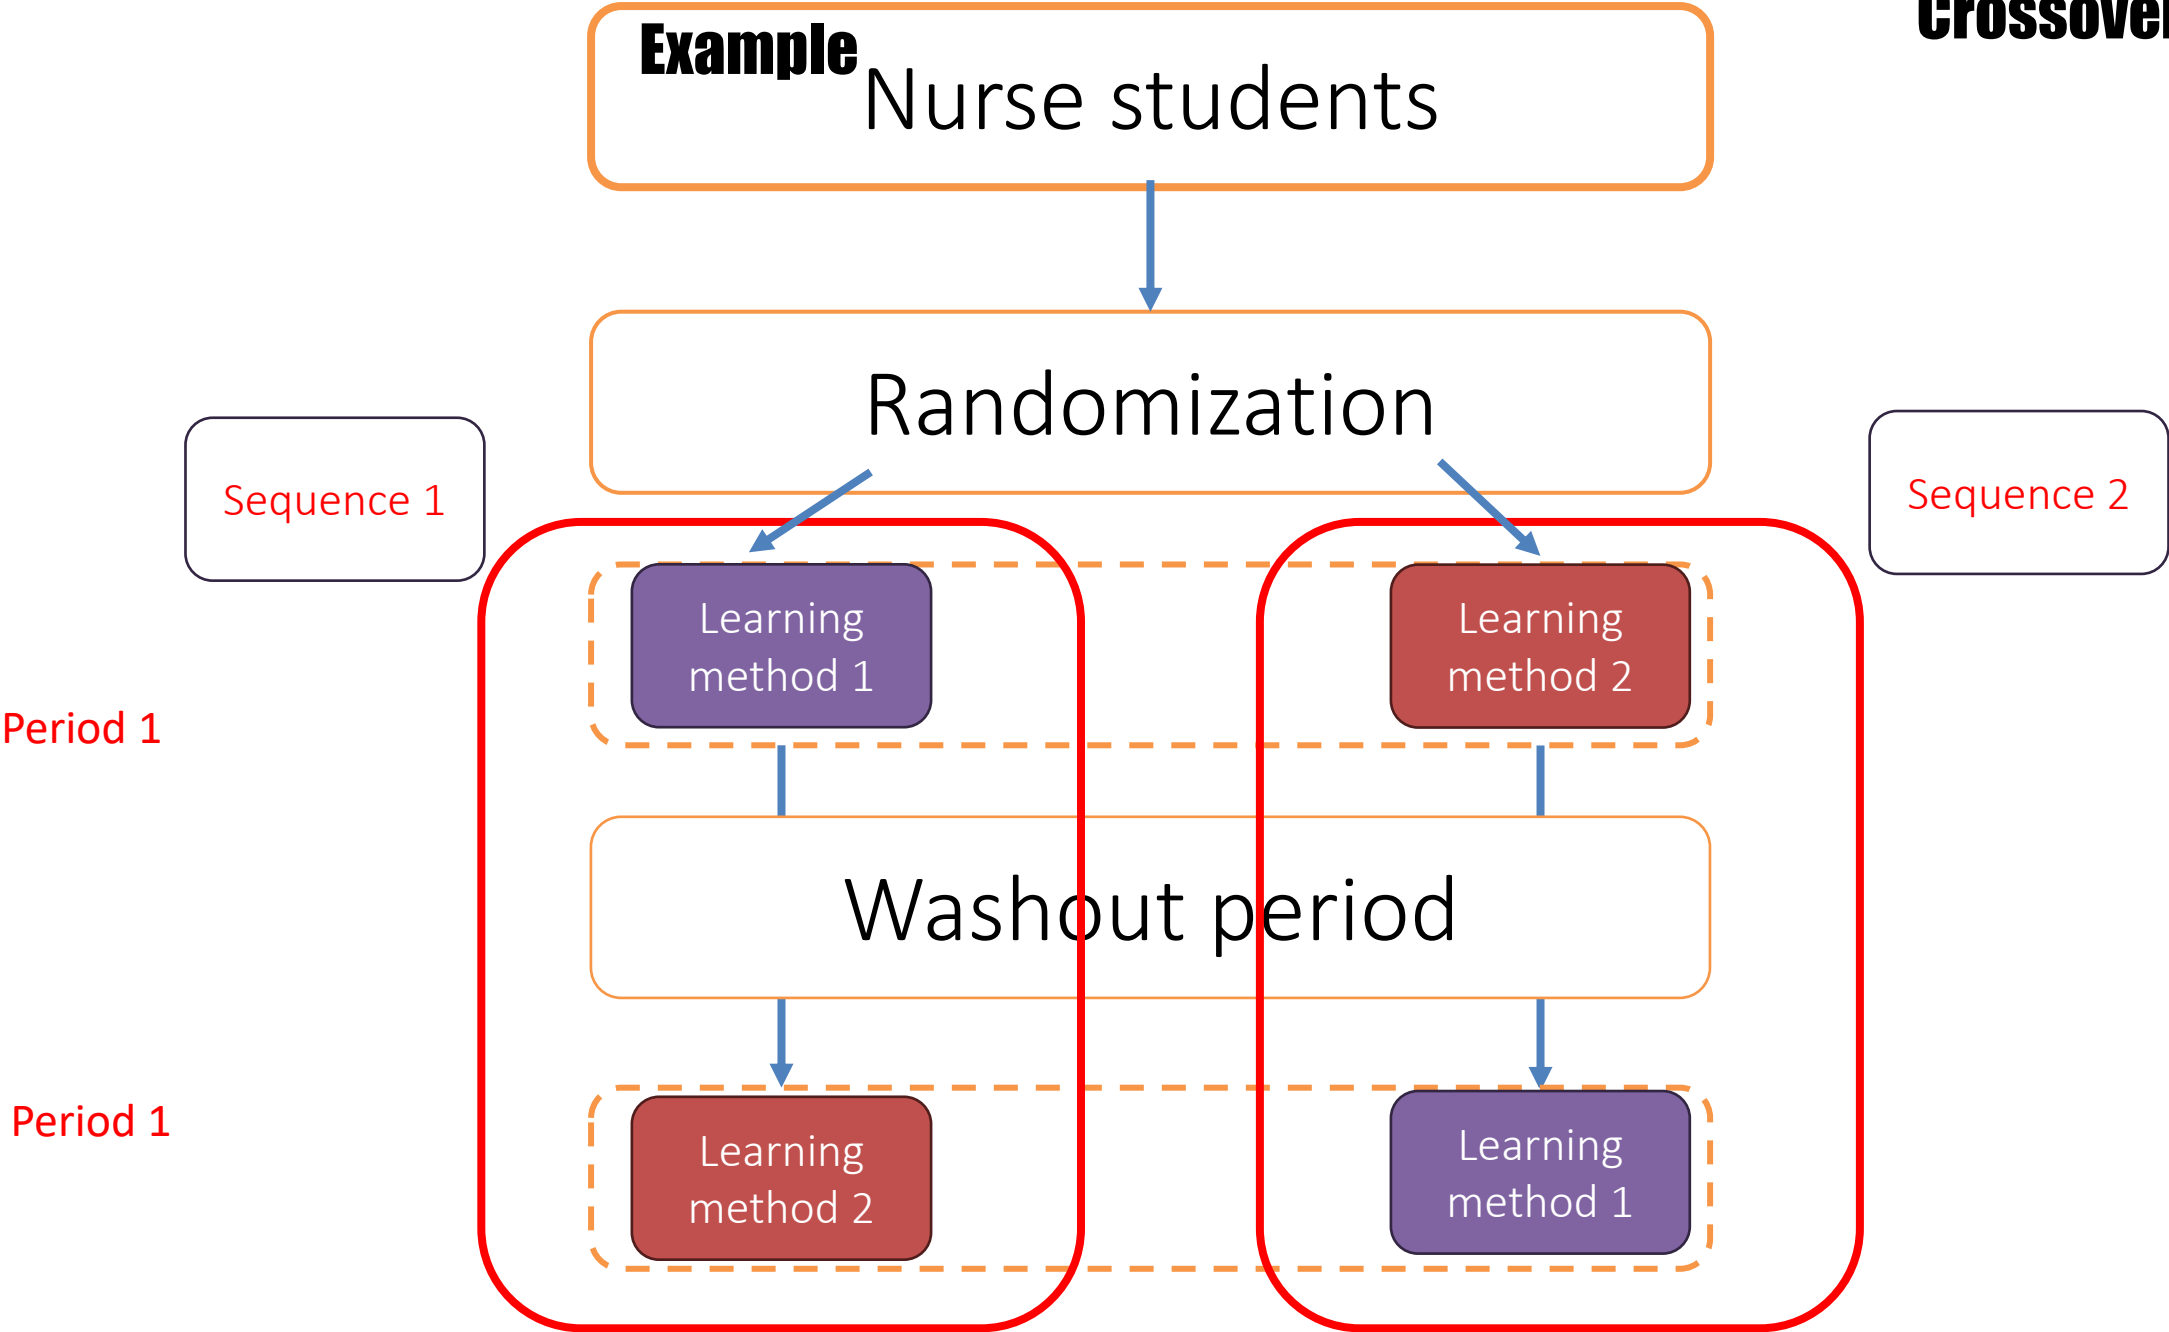 Example
Crossover
Nurse students
Randomization
Sequence 1
Sequence 2
Learning
method 1
Learning
method 2
Period 1
Washout period
Period 1
Learning
method 2
Learning
method 1